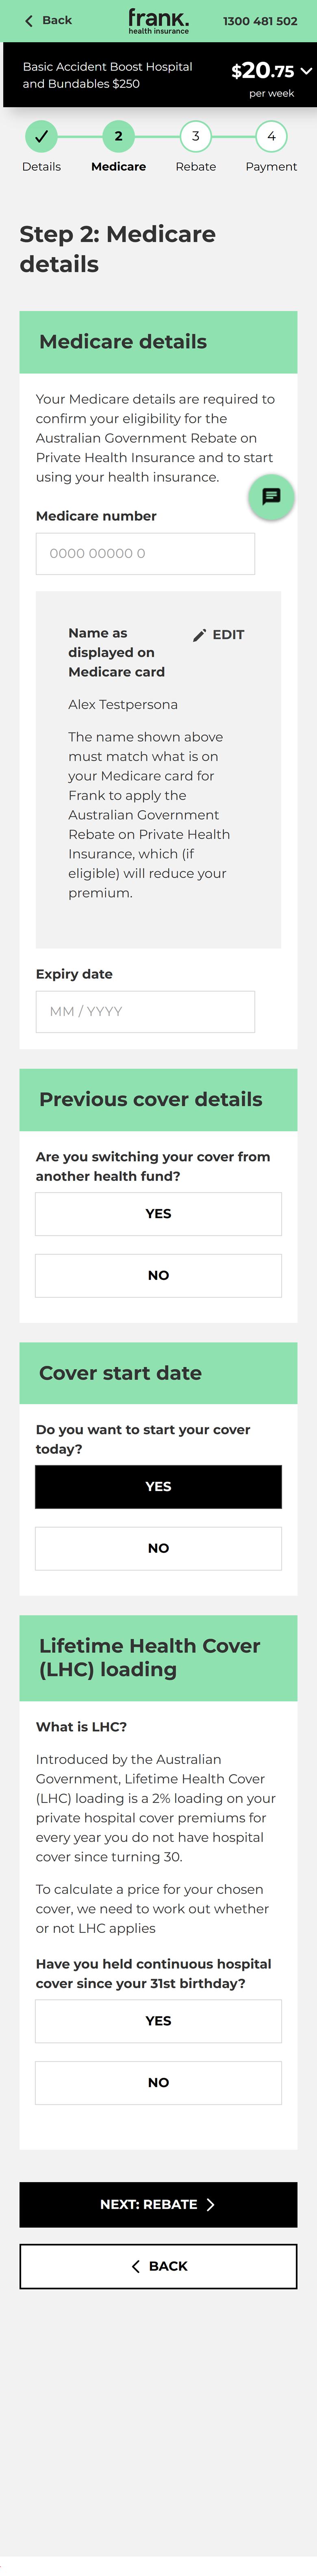 Back
frank.
health insurance
1300 481 502
Basic Accident Boost Hospital
and Bundables $250
$20.75
per week
2
3
4
Details
Medicare
Rebate
Payment
Step 2: Medicare
details
Medicare details
Your Medicare details are required to
confirm your eligibility for the
Australian Government Rebate on
Private Health Insurance and to start
using your health insurance.
Medicare number
0000 00000 0
Name as
displayed on
Medicare card
EDIT
Alex Testpersona
The name shown above
must match what is on
your Medicare card for
Frank to apply the
Australian Government
Rebate on Private Health
Insurance, which (if
eligible) will reduce your
premium.
Expiry date
MM / YYYY
Previous cover details
Are you switching your cover from
another health fund?
YES
NO
Cover start date
Do you want to start your cover
today?
YES
NO
Lifetime Health Cover
(LHC) loading
What is LHC?
Introduced by the Australian
Government, Lifetime Health Cover
(LHC) loading is a 2% loading on your
private hospital cover premiums for
every year you do not have hospital
cover since turning 30.
To calculate a price for your chosen
cover, we need to work out whether
or not LHC applies
Have you held continuous hospital
cover since your 31st birthday?
YES
NO
NEXT: REBATE
BACK